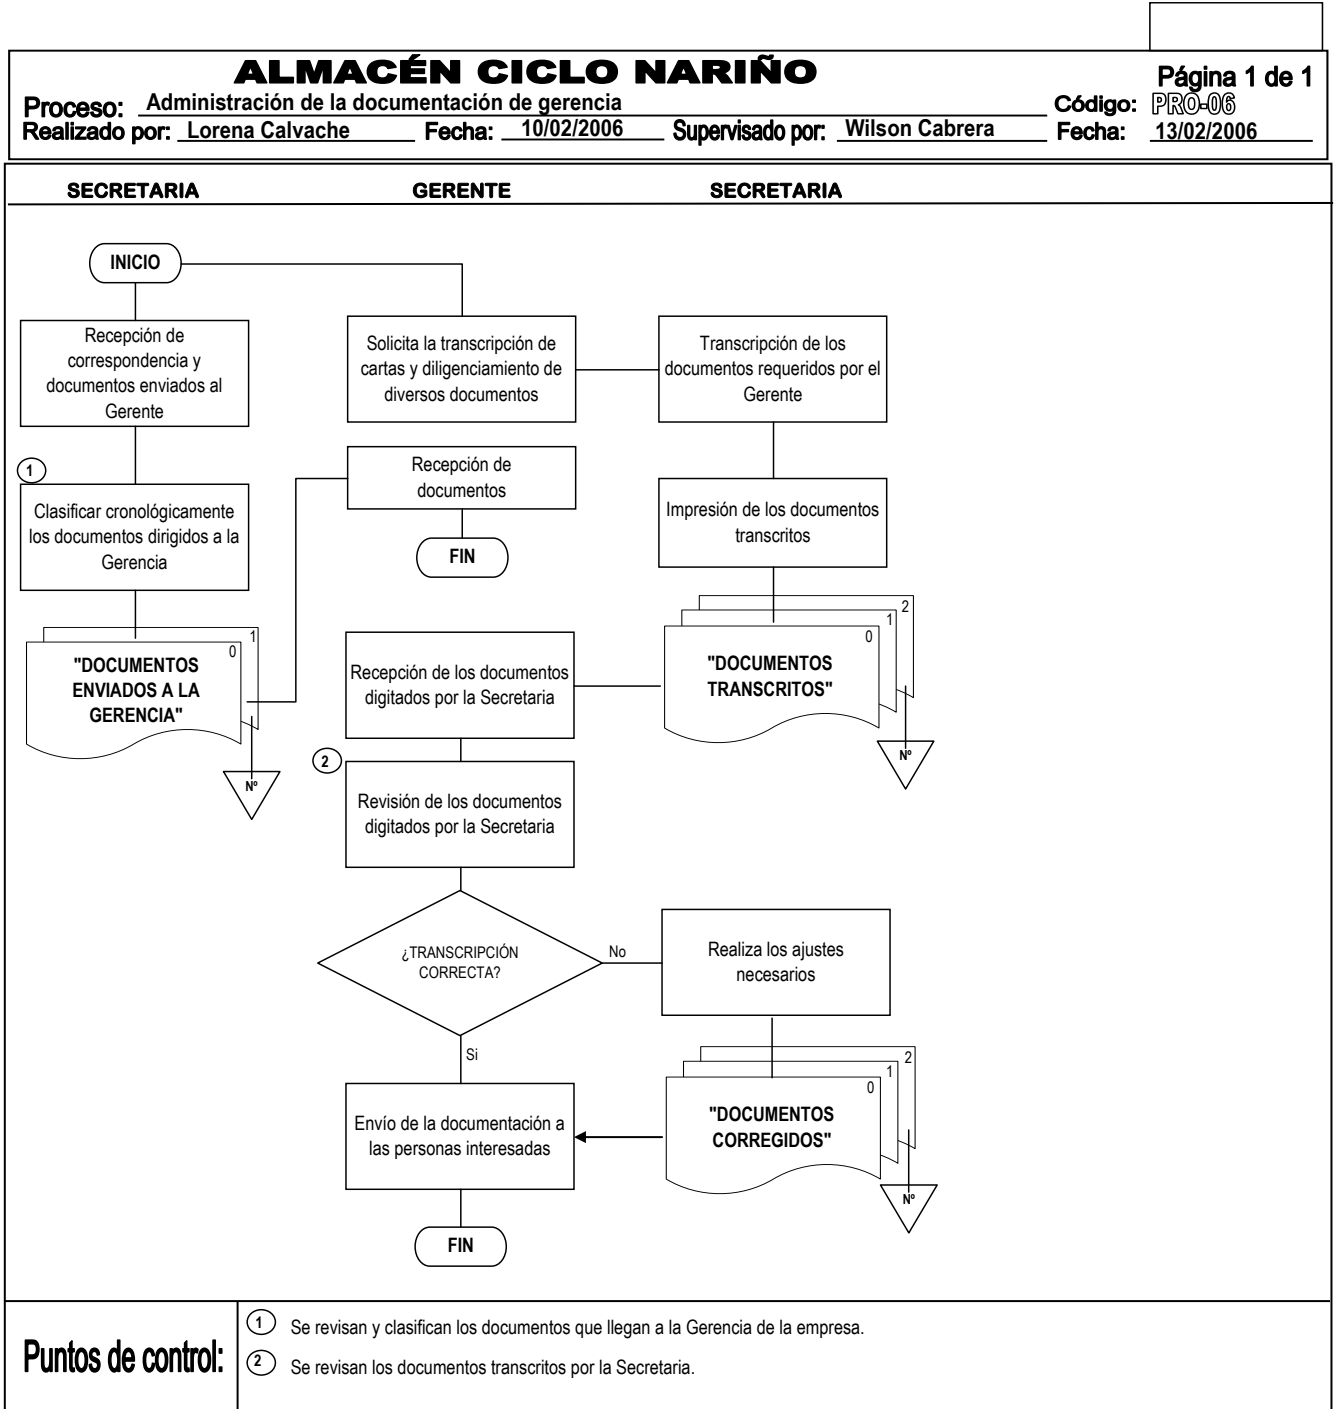 ALMACÉN CICLO NARIÑO
Página 1 de 1
Proceso: Administración de la documentación de gerencia
Código: PRO-06
Realizado por: Lorena Calvache Fecha: 10/02/2006 Supervisado por: Wilson Cabrera Fecha: 13/02/2006
SECRETARIA GERENTE SECRETARIA
INICIO
Recepción de
correspondencia y
documentos enviados al
Gerente
Solicita la transcripción de
cartas y diligenciamiento de
diversos documentos
Transcripción de los
documentos requeridos por el
Gerente
1
Clasificar cronológicamente
los documentos dirigidos a la
Gerencia
Recepción de
documentos
FIN
Impresión de los documentos
transcritos
1
0
"DOCUMENTOS
ENVIADOS A LA
GERENCIA"
Nº
Recepción de los documentos
digitados por la Secretaria
2
1
0
"DOCUMENTOS
TRANSCRITOS"
Nº
2
Revisión de los documentos
digitados por la Secretaria
¿TRANSCRIPCIÓN
CORRECTA?
No
Realiza los ajustes
necesarios
Si
Envío de la documentación a
las personas interesadas
2
1
0
"DOCUMENTOS
CORREGIDOS"
Nº
FIN
Puntos de control:
1 Se revisan y clasifican los documentos que llegan a la Gerencia de la empresa.
2 Se revisan los documentos transcritos por la Secretaria.